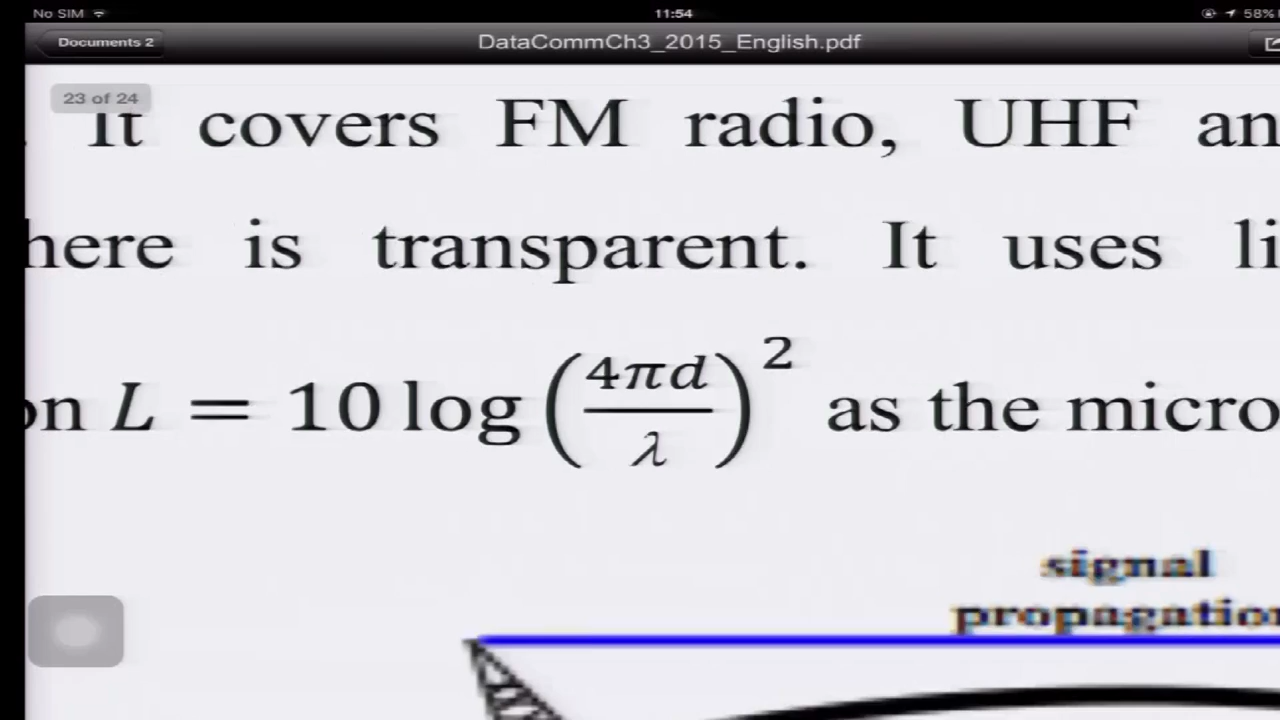 No SIM 11:54 58%
Documents 2 DataCommCh3_2015_English.pdf
23 of 24
. It covers FM radio, UHF an
here is transparent. It uses li
on L = 10 log (4πd/λ)² as the micro
signal
propagation